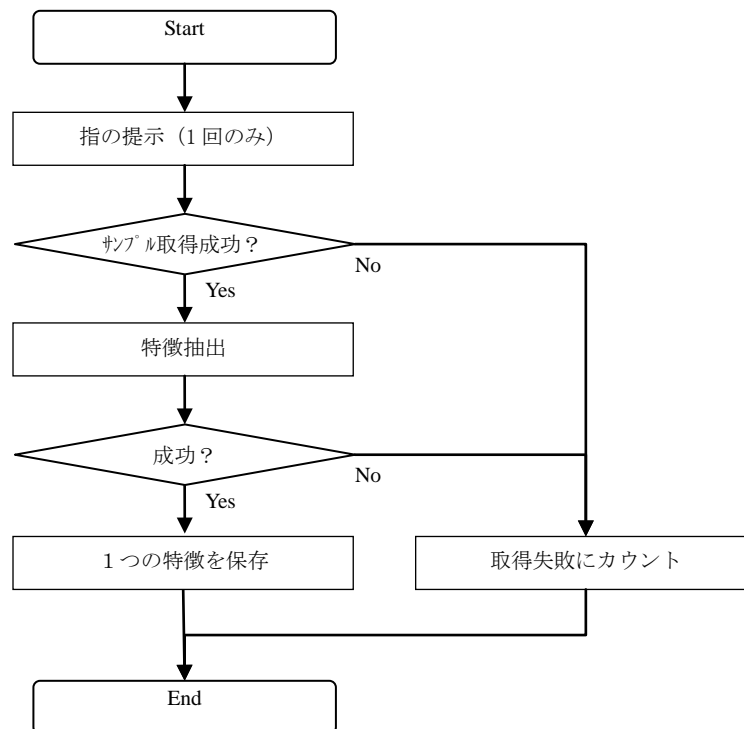 Start
指の提示（1回のみ）
ｻﾝﾌﾟﾙ取得成功？
No
Yes
特徴抽出
成功？
No
Yes
１つの特徴を保存
取得失敗にカウント
End